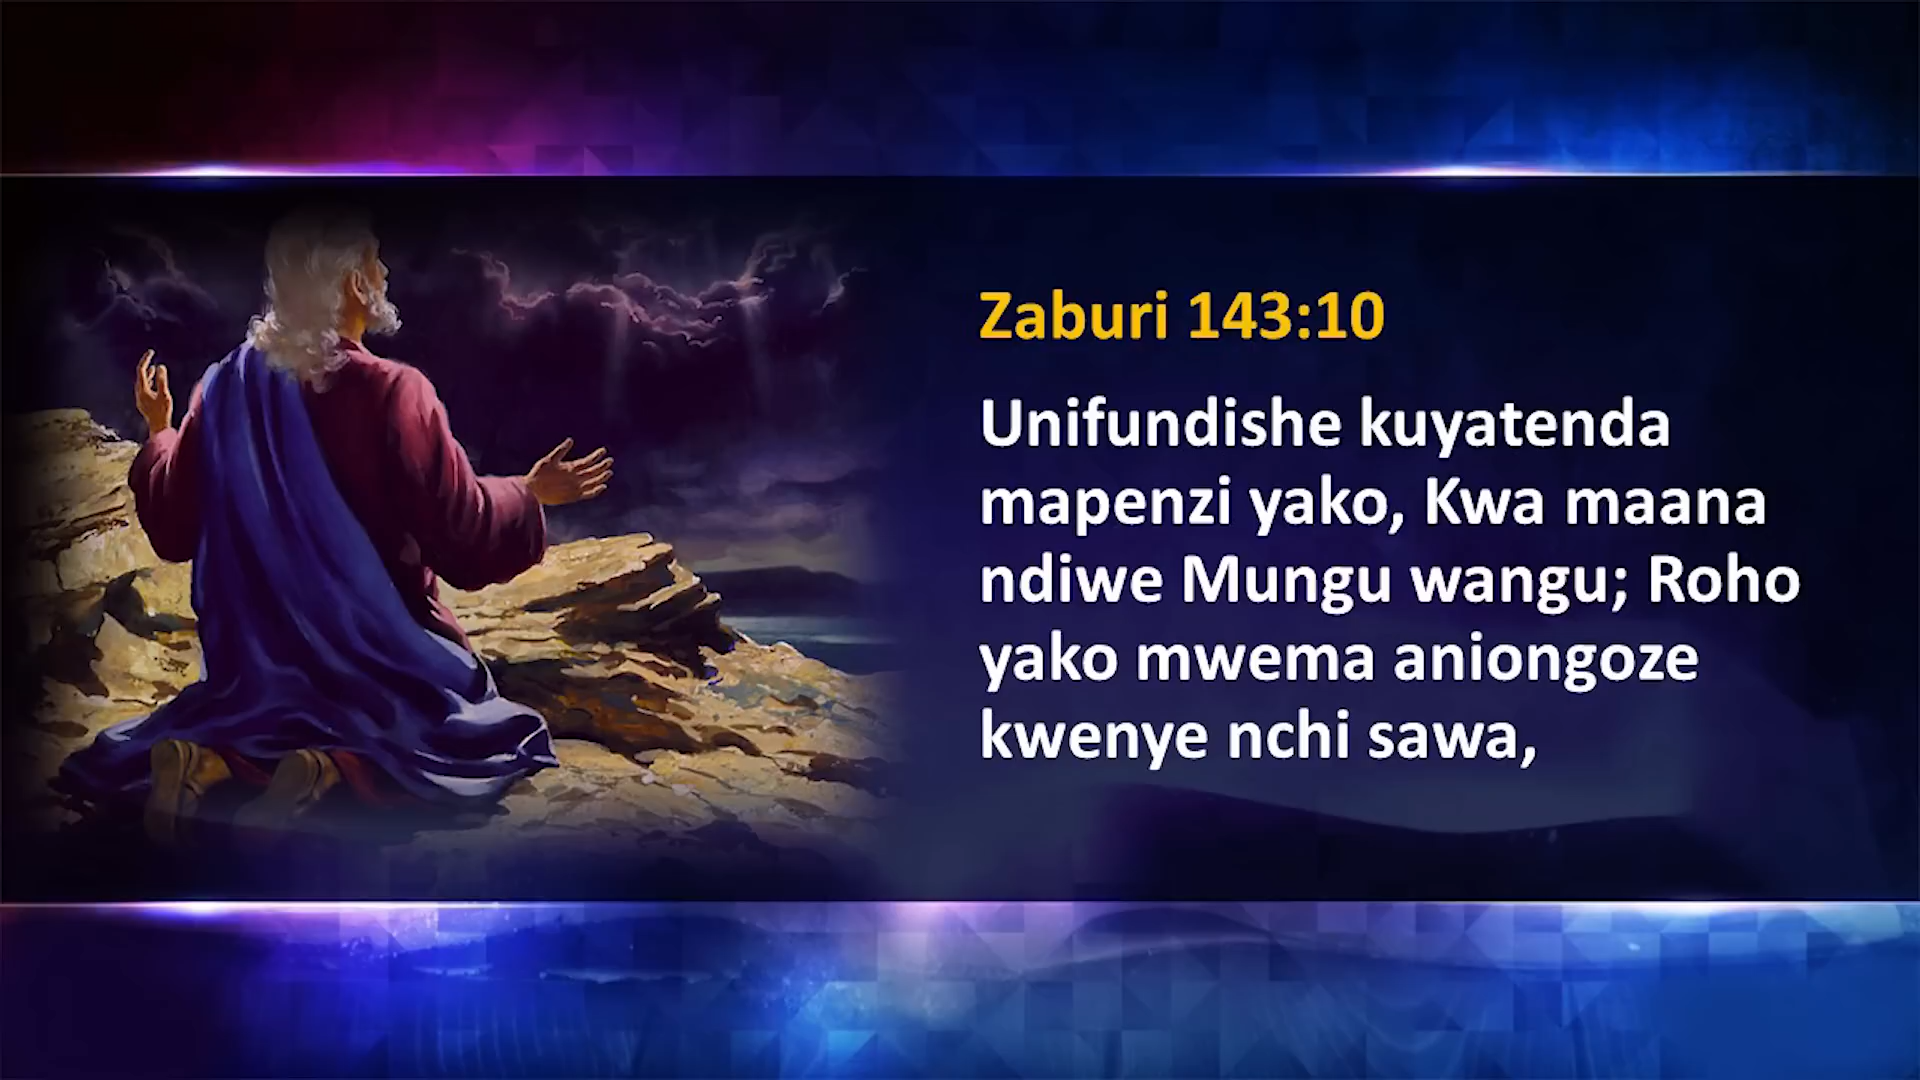 Zaburi 143:10
Unifundishe kuyatenda
mapenzi yako, Kwa maana
ndiwe Mungu wangu; Roho
yako mwema aniongoze
kwenye nchi sawa,